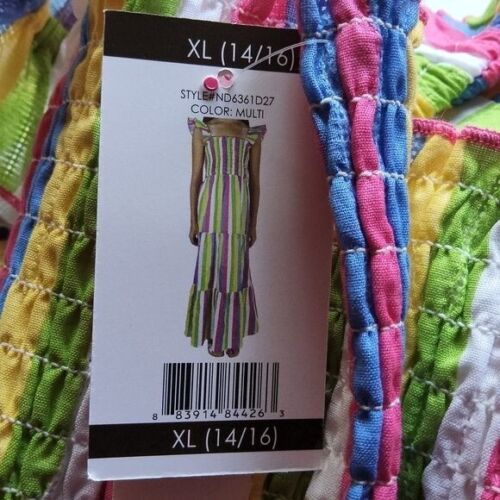 XL (14/16)
STYLE#ND6361D27
COLOR: MULTI
8 83914 84426 3
XL (14/16)